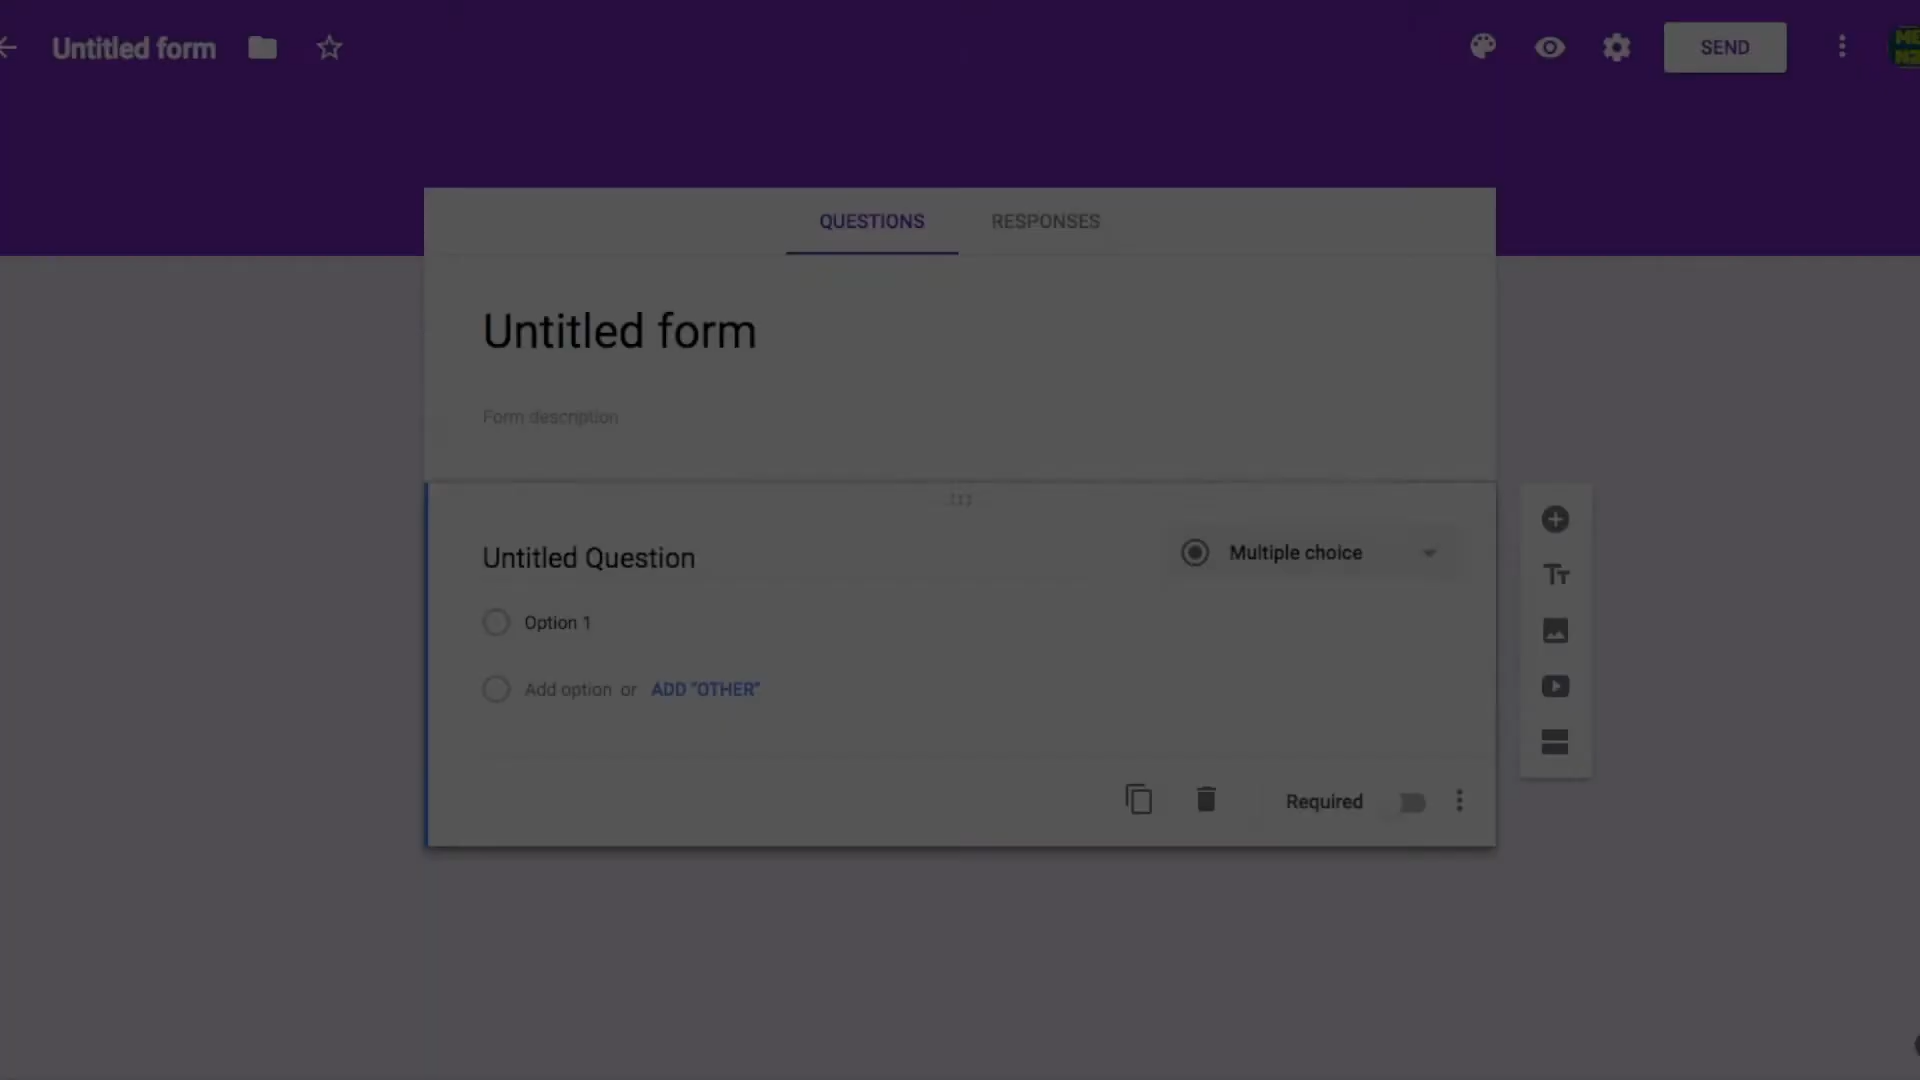 Untitled form
SEND
QUESTIONS RESPONSES
Untitled form
Form description
Untitled Question
Multiple choice
Option 1
Add option or ADD "OTHER"
Required